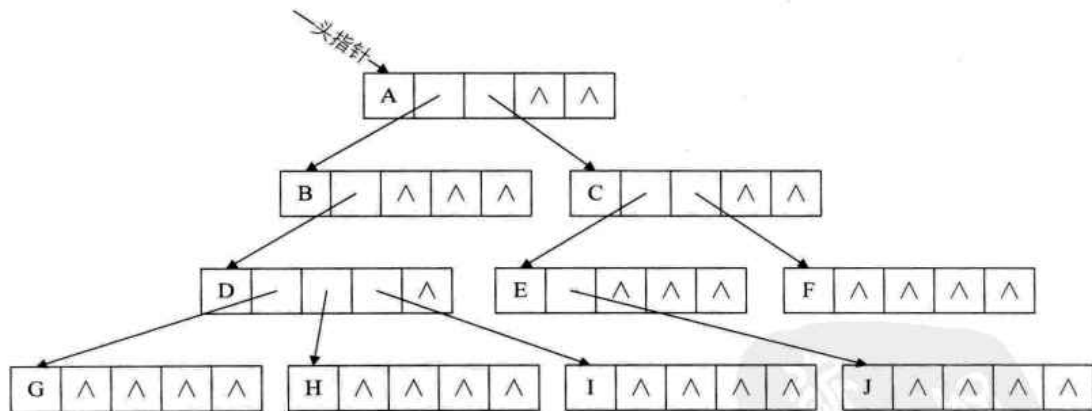 头指针
A ∧ ∧
B ∧ ∧ ∧ C ∧ ∧
D ∧ E ∧ ∧ ∧ F ∧ ∧ ∧ ∧
G ∧ ∧ ∧ ∧ H ∧ ∧ ∧ ∧ I ∧ ∧ ∧ ∧ J ∧ ∧ ∧ ∧